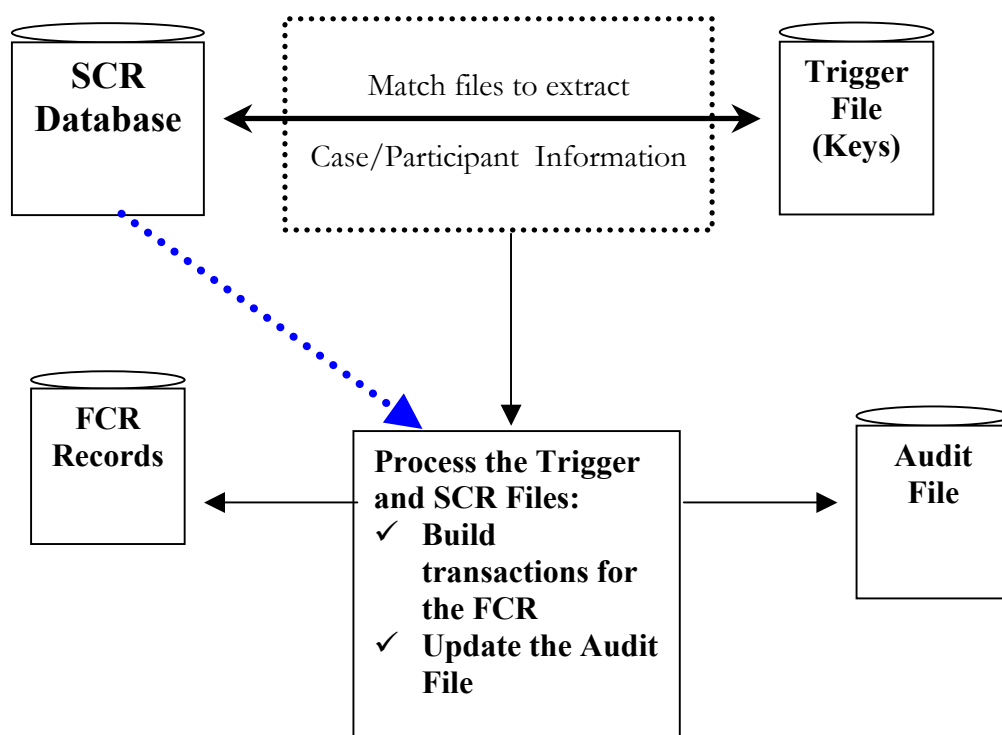 SCR
Database
Match files to extract
Case/Participant Information
Trigger
File
(Keys)
FCR
Records
Process the Trigger
and SCR Files:
✓ Build
transactions for
the FCR
✓ Update the Audit
File
Audit
File